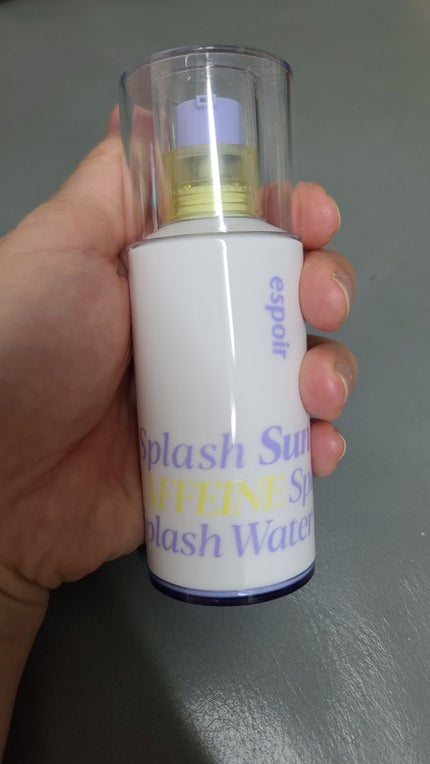 espoir
Splash Sun
AFFEINE Sp
plash Water